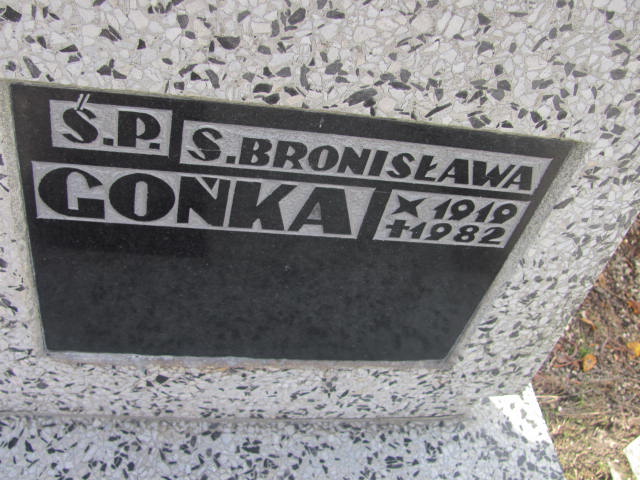 Ś.P. S. BRONISŁAWA
GOŃKA × 1919
† 1982